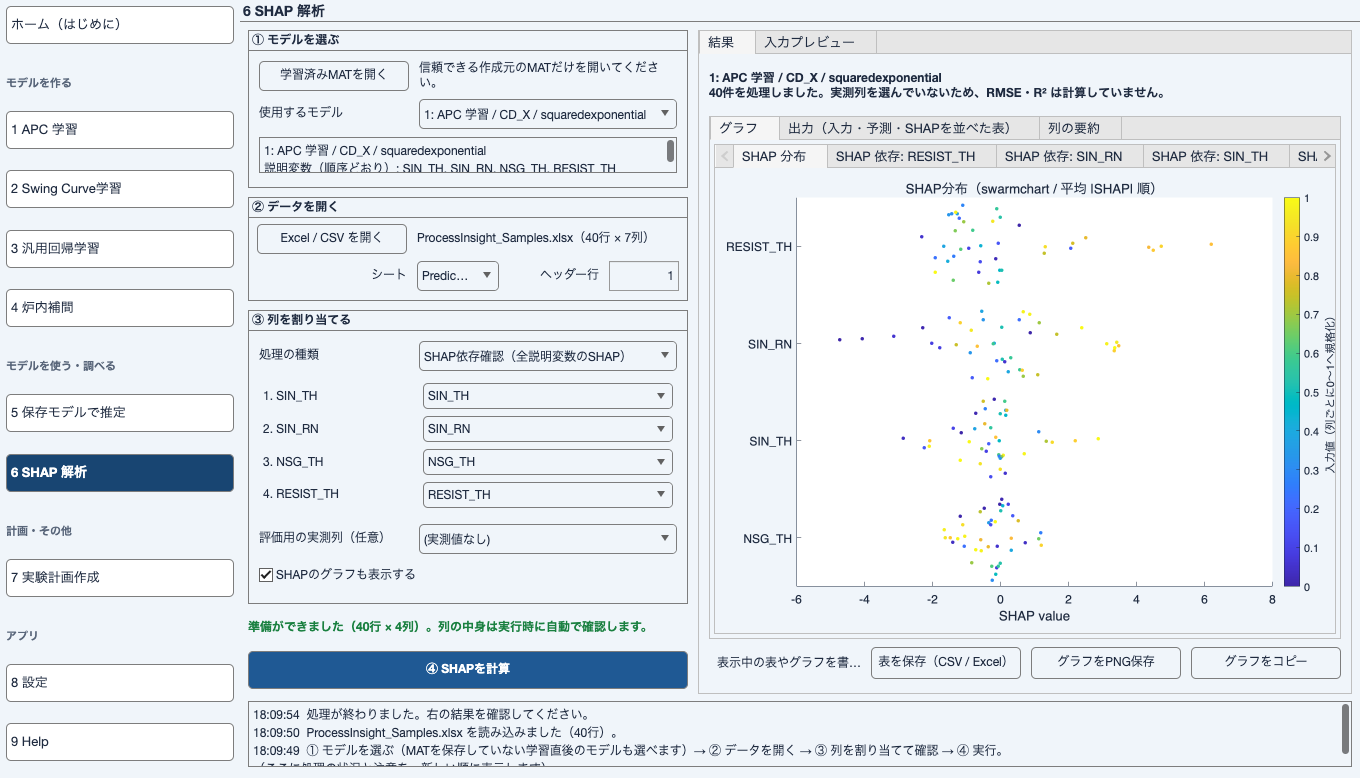 ホーム（はじめに）
モデルを作る
1 APC 学習
2 Swing Curve学習
3 汎用回帰学習
4 炉内補間
モデルを使う・調べる
5 保存モデルで推定
6 SHAP 解析
計画・その他
7 実験計画作成
アプリ
8 設定
9 Help
6 SHAP 解析
① モデルを選ぶ
学習済みMATを開く
信頼できる作成元のMATだけを開いてくださ
い。
使用するモデル
1: APC 学習 / CD_X / squaredexponential
1: APC 学習 / CD_X / squaredexponential
説明変数（順序どおり）: SIN_TH, SIN_RN, NSG_TH, RESIST_TH
② データを開く
Excel / CSV を開く
ProcessInsight_Samples.xlsx（40行 × 7列）
シート
Predic...
ヘッダー行
1
③ 列を割り当てる
処理の種類
SHAP依存確認（全説明変数のSHAP）
1. SIN_TH
SIN_TH
2. SIN_RN
SIN_RN
3. NSG_TH
NSG_TH
4. RESIST_TH
RESIST_TH
評価用の実測列（任意）
(実測値なし)
SHAPのグラフも表示する
準備ができました（40行 × 4列）。列の中身は実行時に自動で確認します。
④ SHAPを計算
結果
入力プレビュー
1: APC 学習 / CD_X / squaredexponential
40件を処理しました。実測列を選んでいないため、RMSE・R² は計算していません。
グラフ
出力（入力・予測・SHAPを並べた表）
列の要約
SHAP 分布
SHAP 依存: RESIST_TH
SHAP 依存: SIN_RN
SHAP 依存: SIN_TH
SHAP分布（swarmchart / 平均 |SHAP| 順）
RESIST_TH
SIN_RN
SIN_TH
NSG_TH
-6
-4
-2
0
2
4
6
8
SHAP value
1
0.9
0.8
0.7
0.6
0.5
0.4
0.3
0.2
0.1
0
入力値（列ごとに0～1へ規格化）
表示中の表やグラフを書...
表を保存（CSV / Excel）
グラフをPNG保存
グラフをコピー
18:09:54 処理が終わりました。右の結果を確認してください。
18:09:50 ProcessInsight_Samples.xlsx を読み込みました（40行）。
18:09:49 ① モデルを選ぶ（MATを保存していない学習直後のモデルも選べます）→ ② データを開く → ③ 列を割り当てて確認 → ④ 実行。